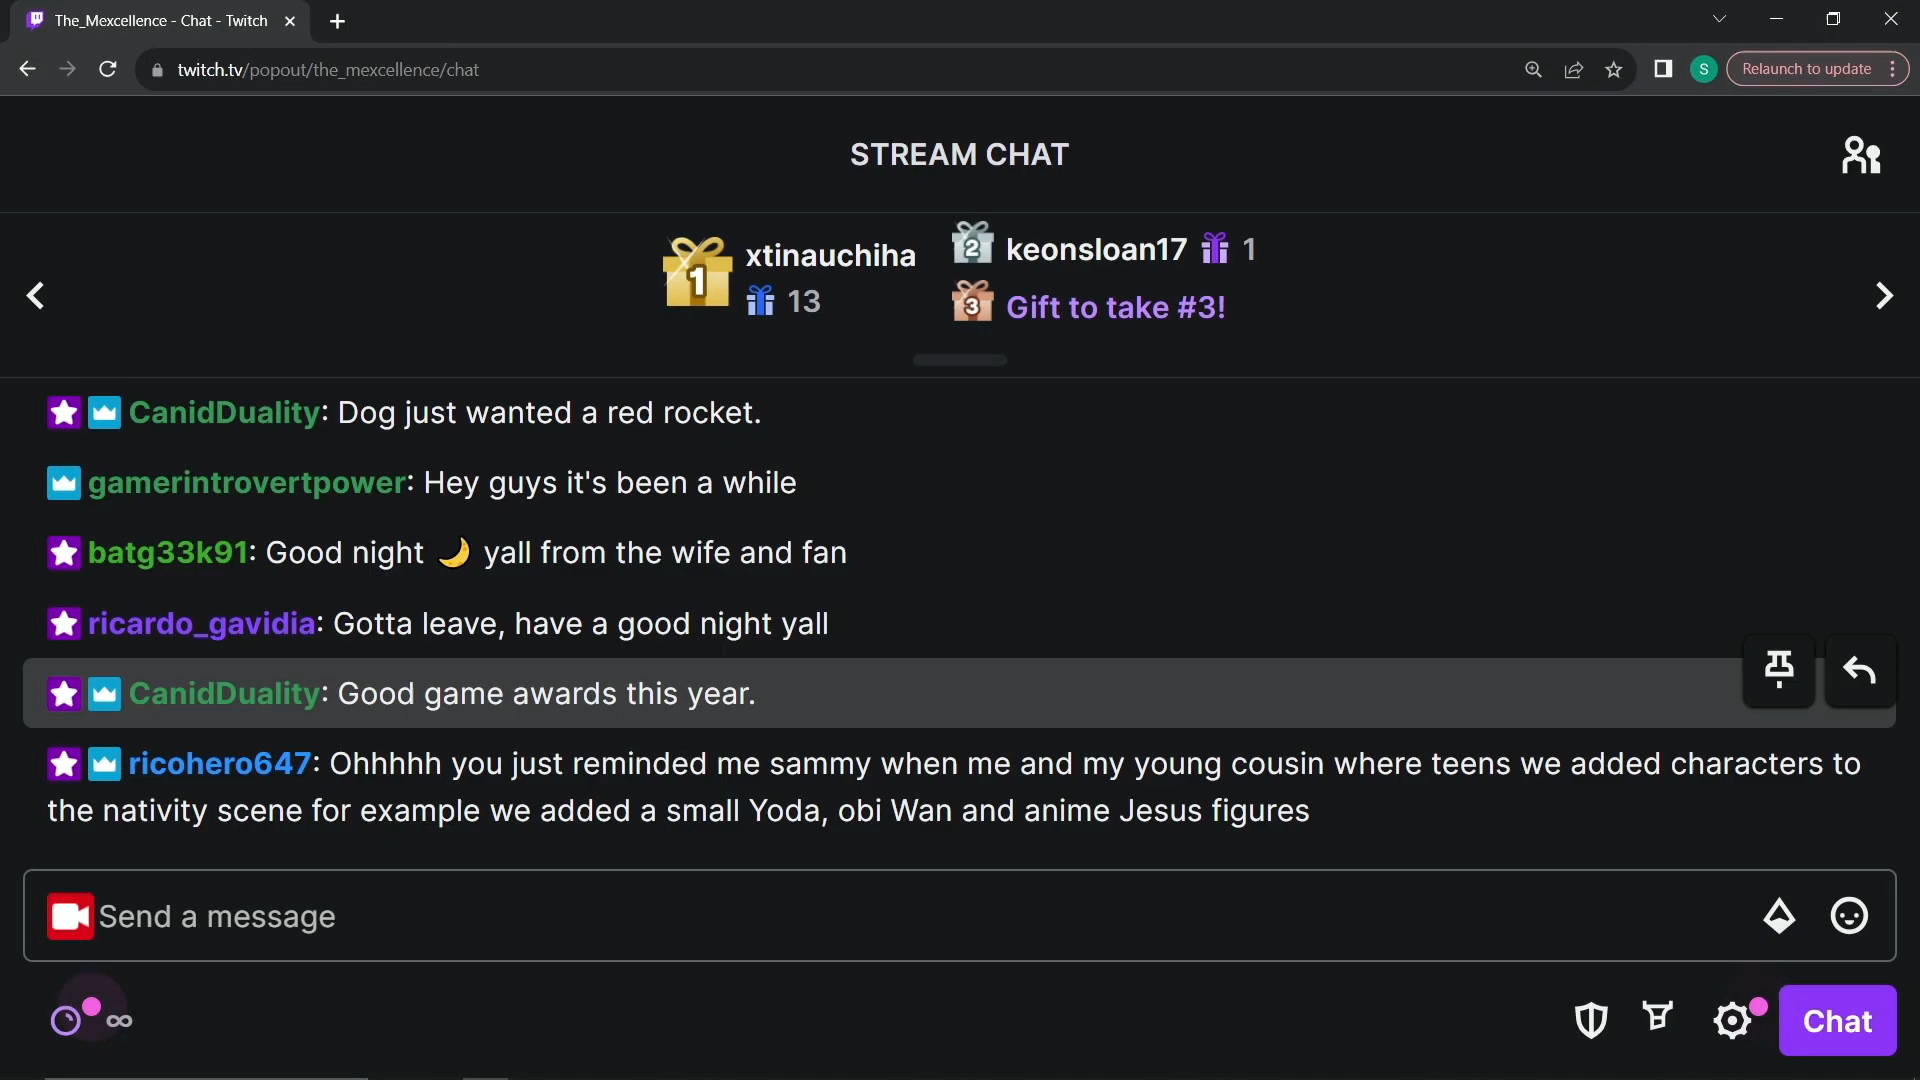 The_Mexcellence - Chat - Twitch
twitch.tv/popout/the_mexcellence/chat
S
Relaunch to update
STREAM CHAT
1
xtinauchiha
13
2
keonsloan17
1
3
Gift to take #3!
CanidDuality: Dog just wanted a red rocket.
gamerintrovertpower: Hey guys it's been a while
batg33k91: Good night 🌙 yall from the wife and fan
ricardo_gavidia: Gotta leave, have a good night yall
CanidDuality: Good game awards this year.
ricohero647: Ohhhhh you just reminded me sammy when me and my young cousin where teens we added characters to
the nativity scene for example we added a small Yoda, obi Wan and anime Jesus figures
Send a message
∞
Chat